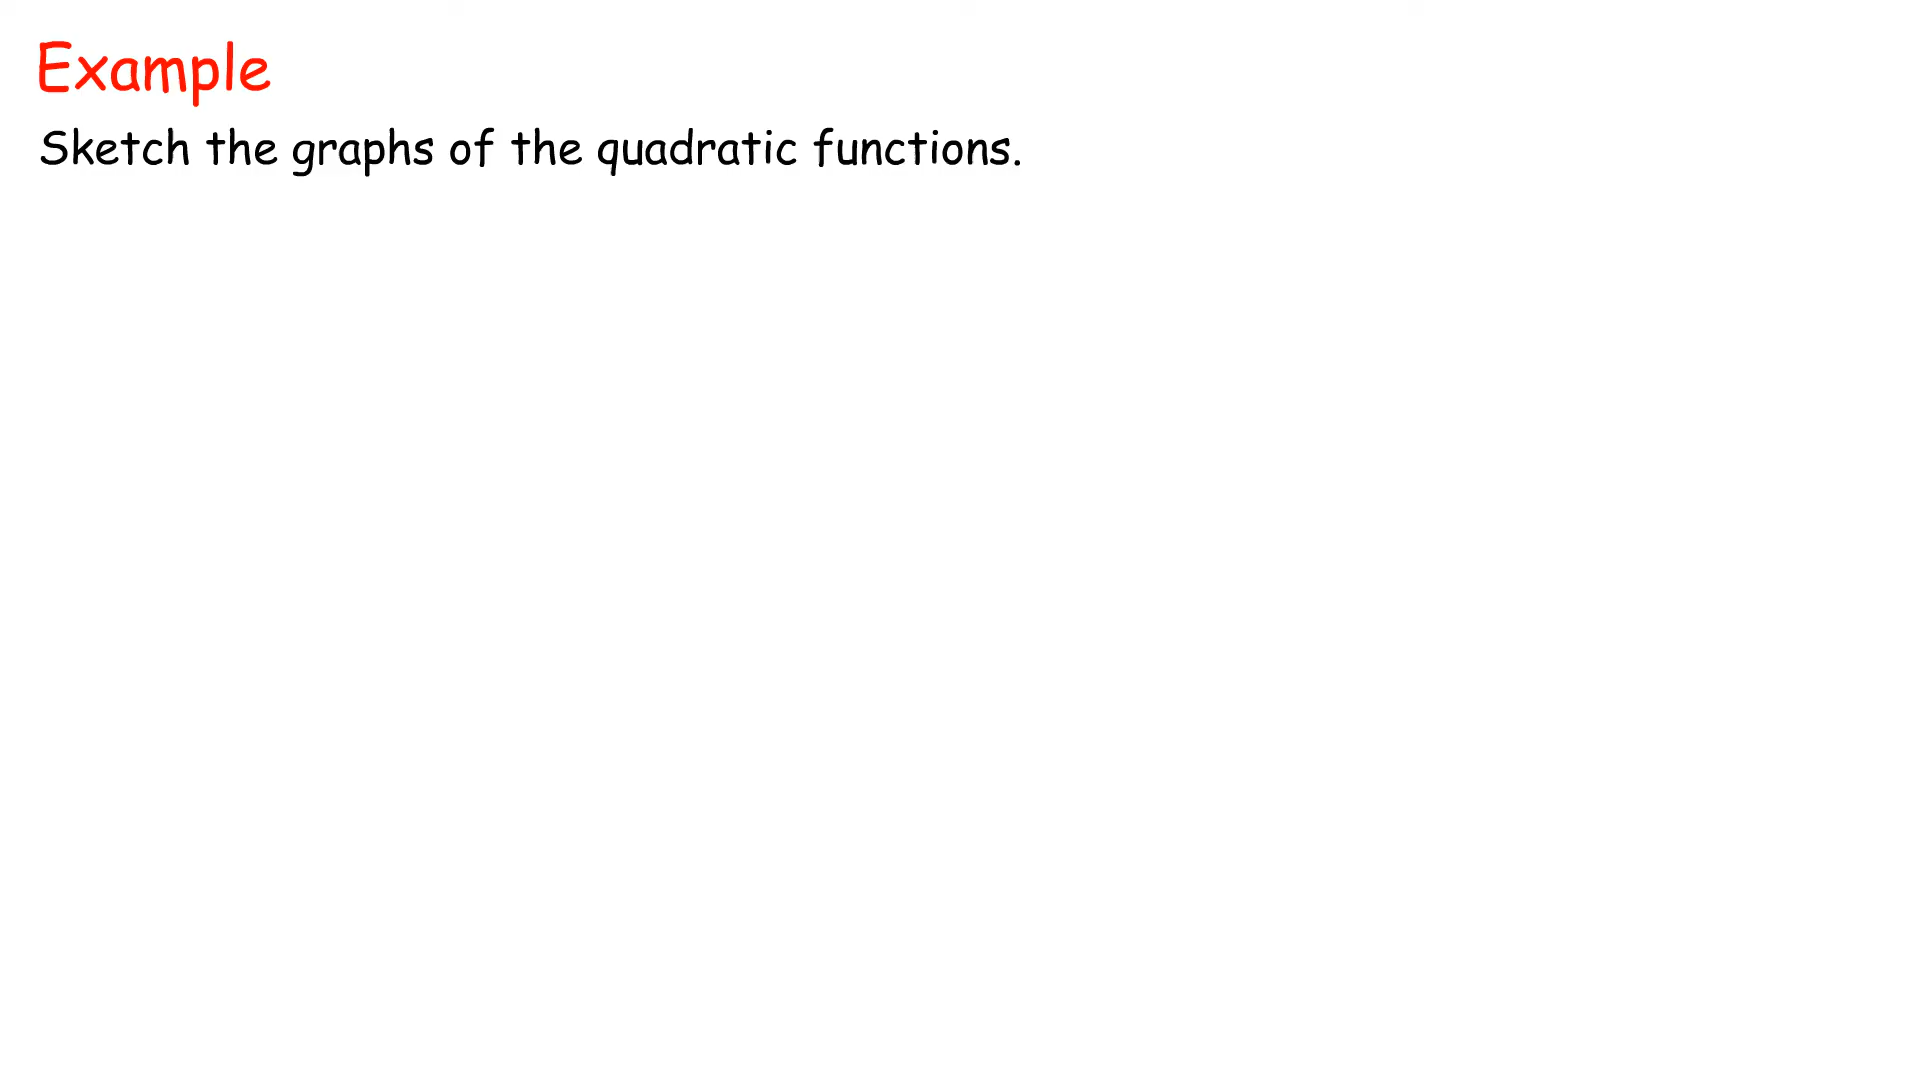 Example
Sketch the graphs of the quadratic functions.